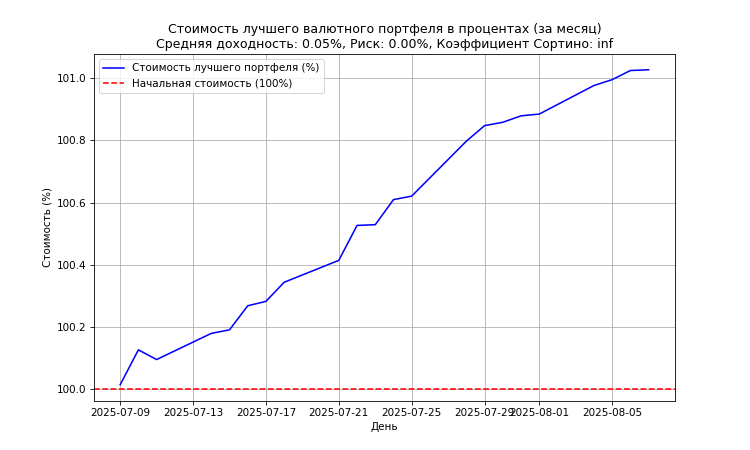 Стоимость лучшего валютного портфеля в процентах (за месяц)
Средняя доходность: 0.05%, Риск: 0.00%, Коэффициент Сортино: inf
Стоимость лучшего портфеля (%)
Начальная стоимость (100%)
Стоимость (%)
101.0
100.8
100.6
100.4
100.2
100.0
2025-07-09 2025-07-13 2025-07-17 2025-07-21 2025-07-25 2025-07-29 2025-08-01 2025-08-05
День